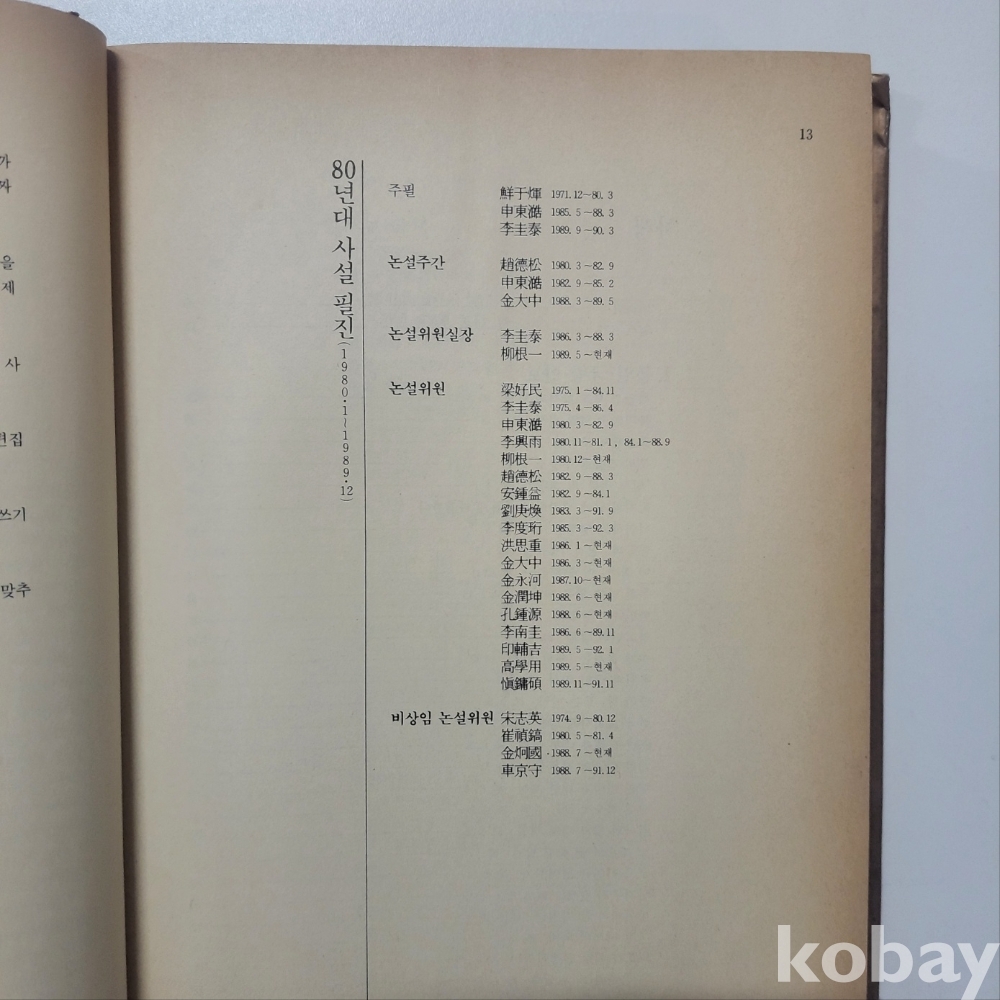 가
짜
을
제
사
편집
쓰기
맞추
13
80년대 사설 필진(1980·1~1989·12)
주필 鮮于煇 1971.12~80. 3
申東澔 1985. 5~88. 3
李圭泰 1989. 9~90. 3
논설주간 趙德松 1980. 3~82. 9
申東澔 1982. 9~85. 2
金大中 1988. 3~89. 5
논설위원실장 李圭泰 1986. 3~88. 3
柳根一 1989. 5~현재
논설위원 梁好民 1975. 1~84.11
李圭泰 1975. 4~86. 4
申東澔 1980. 3~82. 9
李興雨 1980.11~81. 1, 84.1~88.9
柳根一 1980.12~현재
趙德松 1982. 9~88. 3
安鍾益 1982. 9~84.1
劉庚煥 1983. 3~91. 9
李度珩 1985. 3~92. 3
洪思重 1986. 1~현재
金大中 1986. 3~현재
金永河 1987.10~현재
金潤坤 1988. 6~현재
孔鍾源 1988. 6~현재
李南圭 1986. 6~89.11
印輔吉 1989. 5~92. 1
高學用 1989. 5~현재
愼鏞碩 1989.11~91.11
비상임 논설위원 宋志英 1974. 9~80.12
崔禎鎬 1980. 5~81. 4
金炯國 1988. 7~현재
車京守 1988. 7~91.12
kobay